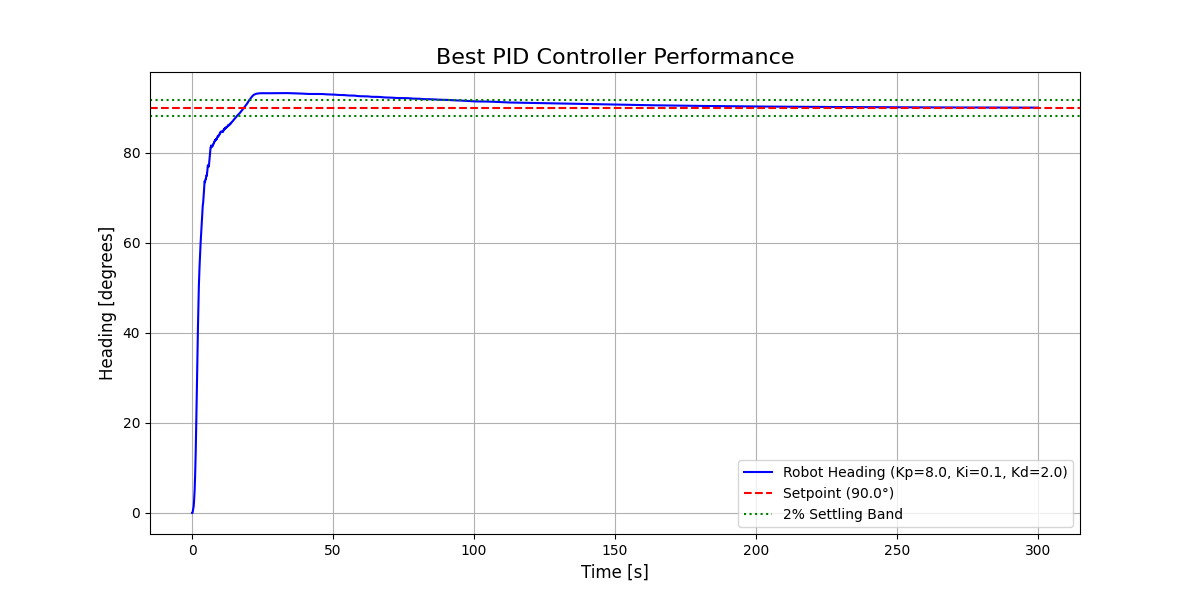 Best PID Controller Performance
Heading [degrees]
80
60
40
20
0
Robot Heading (Kp=8.0, Ki=0.1, Kd=2.0)
Setpoint (90.0°)
2% Settling Band
0 50 100 150 200 250 300
Time [s]